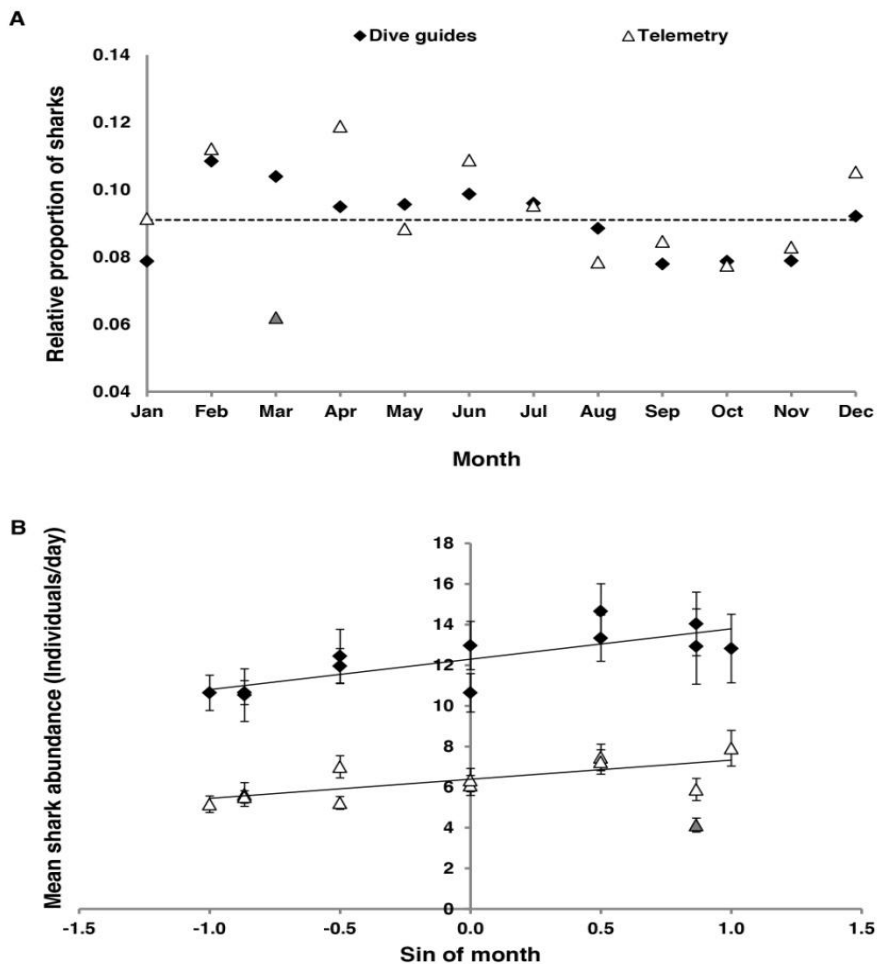 A
Dive guides Telemetry
Relative proportion of sharks
0.14
0.12
0.10
0.08
0.06
0.04
Jan Feb Mar Apr May Jun Jul Aug Sep Oct Nov Dec
Month
B
Mean shark abundance (Individuals/day)
18
16
14
12
10
8
6
4
2
0
-1.5 -1.0 -0.5 0.0 0.5 1.0 1.5
Sin of month